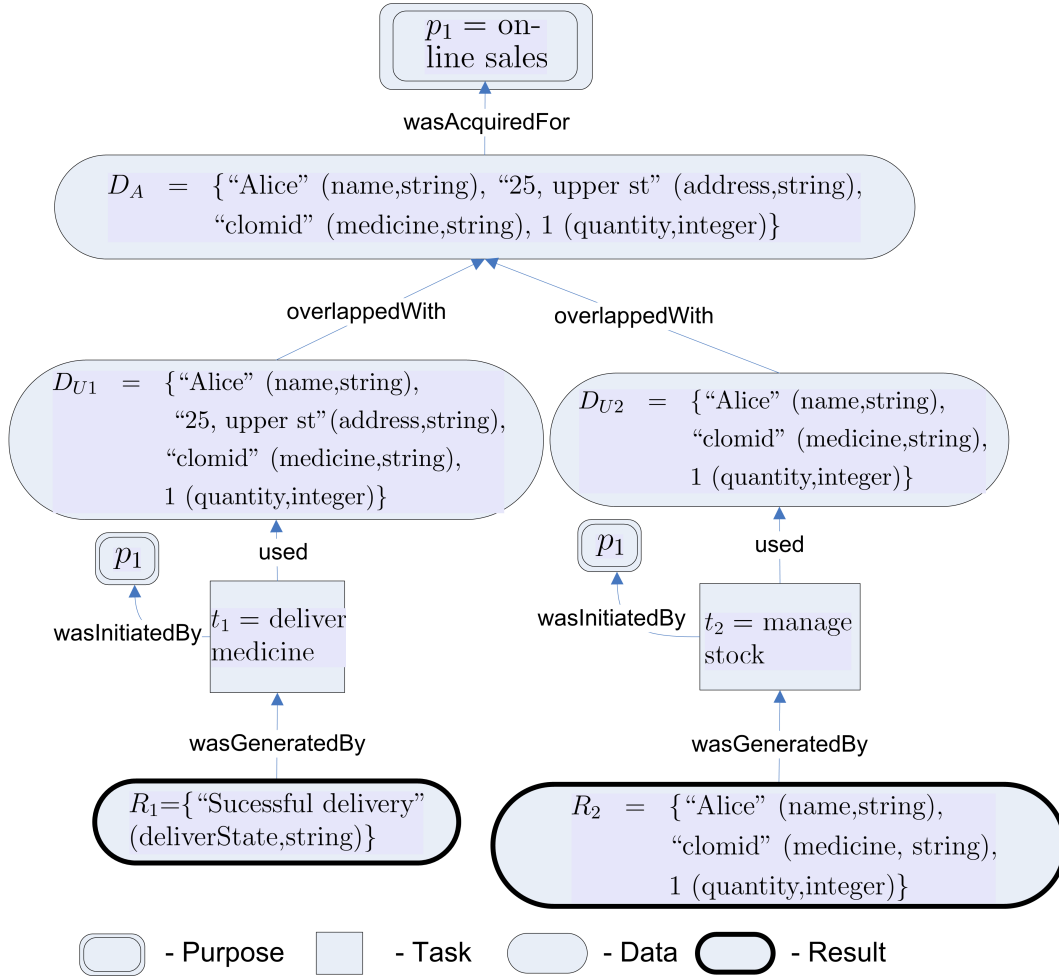 p₁ = on-
line sales
wasAcquiredFor
D_A = {“Alice” (name,string), “25, upper st” (address,string),
“clomid” (medicine,string), 1 (quantity,integer)}
overlappedWith
overlappedWith
D_U1 = {“Alice” (name,string),
“25, upper st”(address,string),
“clomid” (medicine,string),
1 (quantity,integer)}
D_U2 = {“Alice” (name,string),
“clomid” (medicine,string),
1 (quantity,integer)}
p₁
used
wasInitiatedBy
t₁ = deliver
medicine
p₁
used
wasInitiatedBy
t₂ = manage
stock
wasGeneratedBy
wasGeneratedBy
R₁={“Sucessful delivery”
(deliverState,string)}
R₂ = {“Alice” (name,string),
“clomid” (medicine, string),
1 (quantity,integer)}
- Purpose - Task - Data - Result